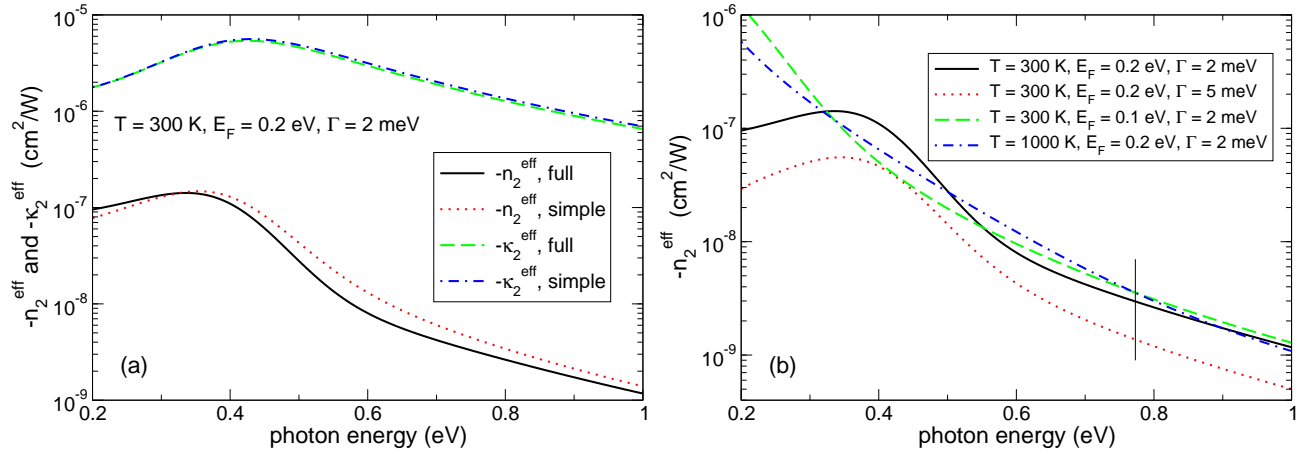 10^-4
10^-5
10^-6
10^-7
10^-8
10^-9
-n_2^eff and -κ_2^eff (cm^2/W)
T = 300 K, E_F = 0.2 eV, Γ = 2 meV
-n_2^eff, full
-n_2^eff, simple
-κ_2^eff, full
-κ_2^eff, simple
(a)
0.2 0.4 0.6 0.8 1
photon energy (eV)
10^-6
10^-7
10^-8
10^-9
-n_2^eff (cm^2/W)
T = 300 K, E_F = 0.2 eV, Γ = 2 meV
T = 300 K, E_F = 0.2 eV, Γ = 5 meV
T = 300 K, E_F = 0.1 eV, Γ = 2 meV
T = 1000 K, E_F = 0.2 eV, Γ = 2 meV
(b)
0.2 0.4 0.6 0.8 1
photon energy (eV)